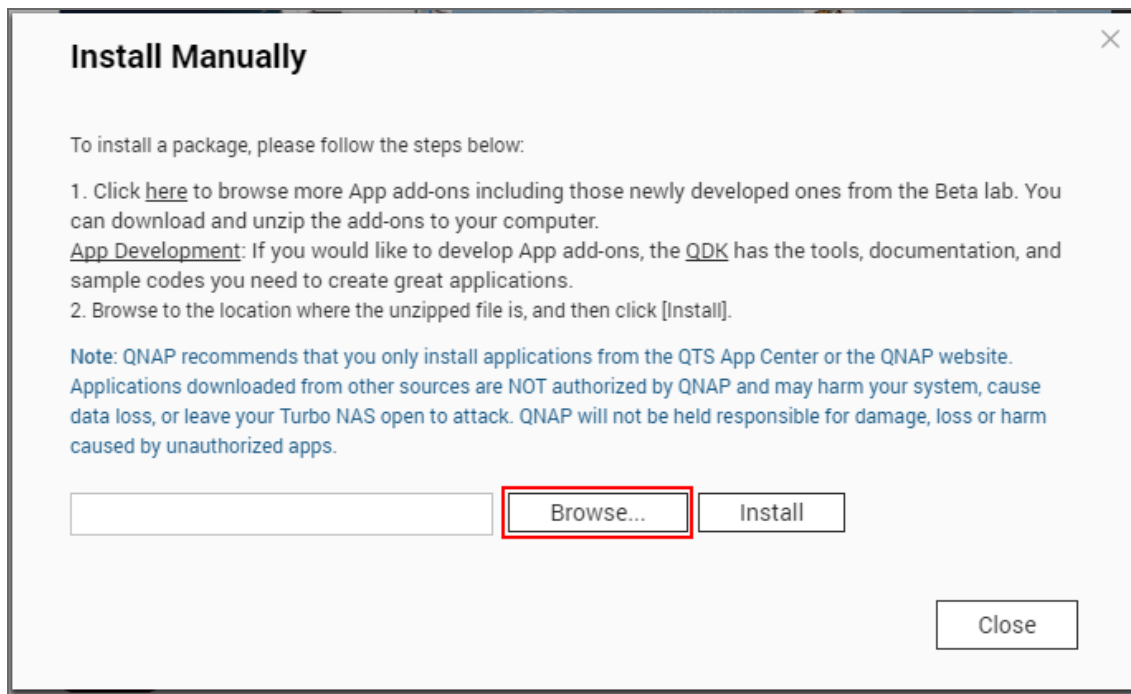 Install Manually
To install a package, please follow the steps below:
1. Click here to browse more App add-ons including those newly developed ones from the Beta lab. You
can download and unzip the add-ons to your computer.
App Development: If you would like to develop App add-ons, the QDK has the tools, documentation, and
sample codes you need to create great applications.
2. Browse to the location where the unzipped file is, and then click [Install].
Note: QNAP recommends that you only install applications from the QTS App Center or the QNAP website.
Applications downloaded from other sources are NOT authorized by QNAP and may harm your system, cause
data loss, or leave your Turbo NAS open to attack. QNAP will not be held responsible for damage, loss or harm
caused by unauthorized apps.
Browse... Install
Close